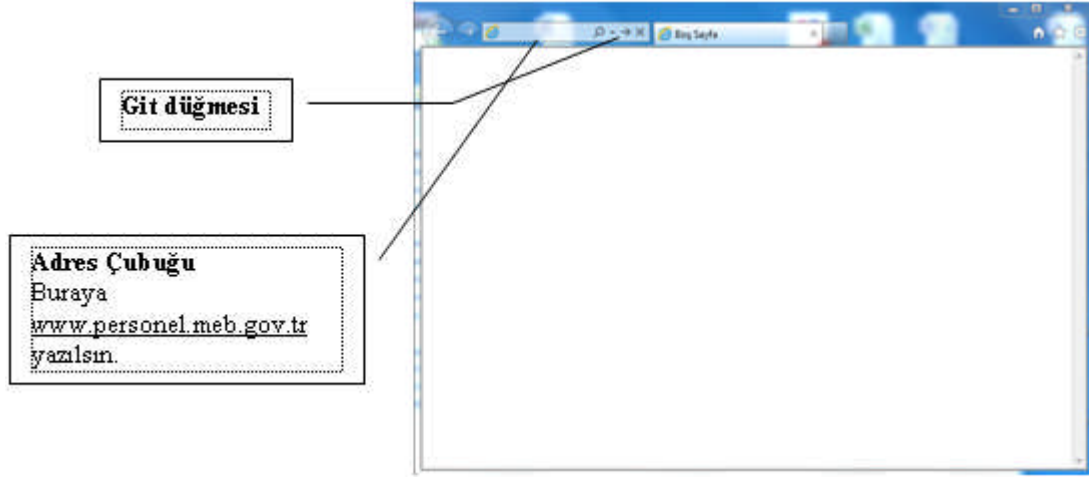 Boş Sayfa
Git düğmesi
Adres Çubuğu
Buraya
www.personel.meb.gov.tr
yazılsın.